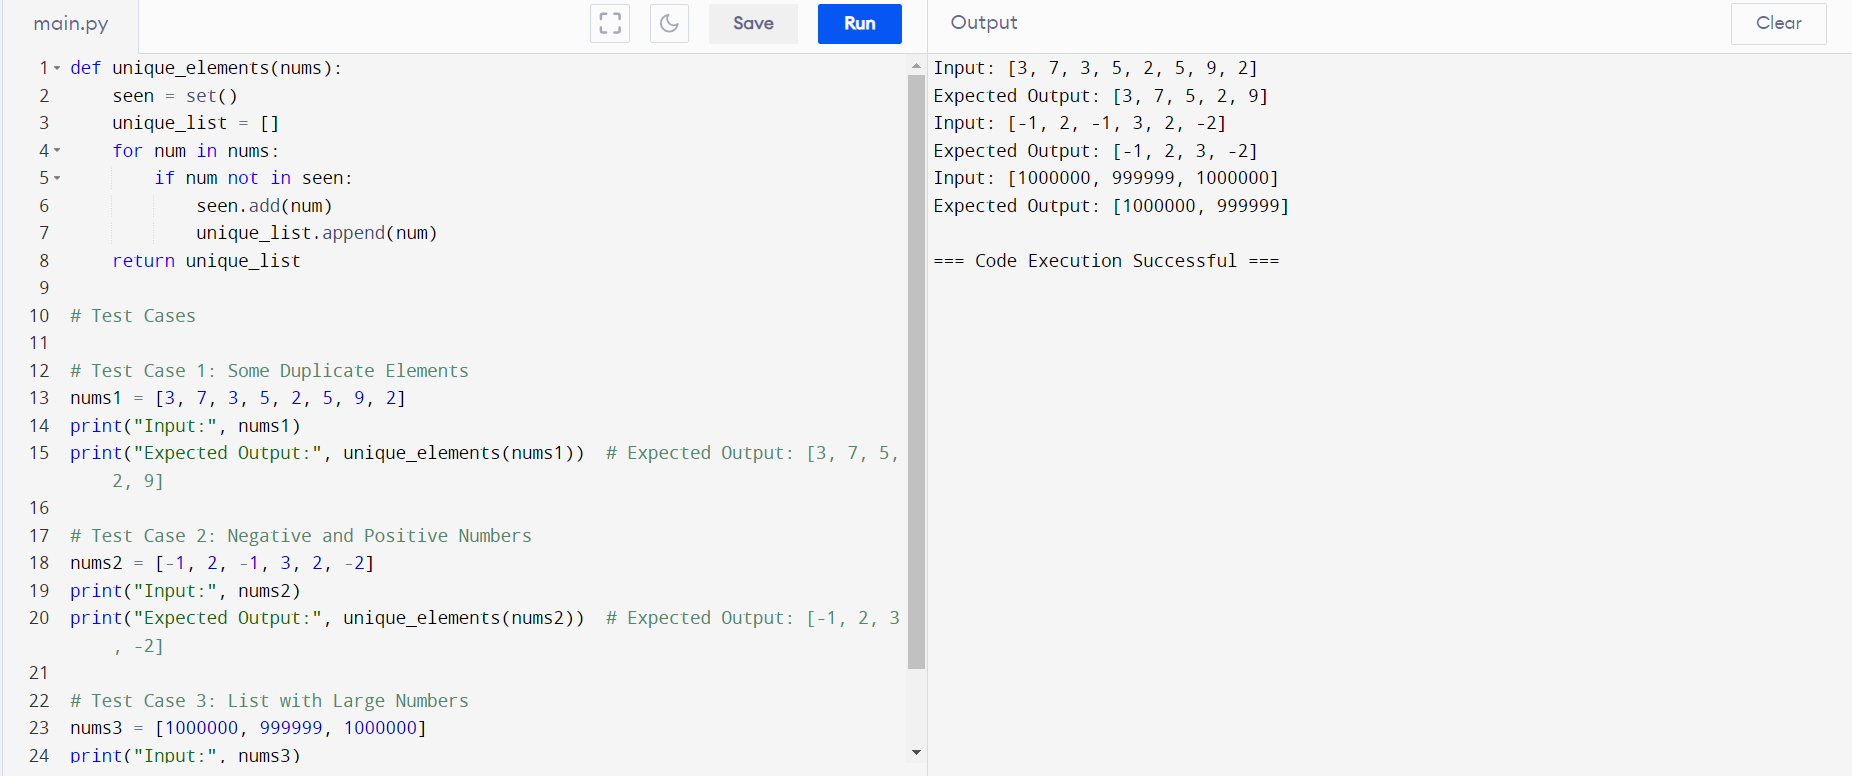 main.py
Save
Run
Output
Clear
1 def unique_elements(nums):
2     seen = set()
3     unique_list = []
4     for num in nums:
5         if num not in seen:
6             seen.add(num)
7             unique_list.append(num)
8     return unique_list
9
10 # Test Cases
11
12 # Test Case 1: Some Duplicate Elements
13 nums1 = [3, 7, 3, 5, 2, 5, 9, 2]
14 print("Input:", nums1)
15 print("Expected Output:", unique_elements(nums1))  # Expected Output: [3, 7, 5,
2, 9]
16
17 # Test Case 2: Negative and Positive Numbers
18 nums2 = [-1, 2, -1, 3, 2, -2]
19 print("Input:", nums2)
20 print("Expected Output:", unique_elements(nums2))  # Expected Output: [-1, 2, 3
, -2]
21
22 # Test Case 3: List with Large Numbers
23 nums3 = [1000000, 999999, 1000000]
24 print("Input:", nums3)
Input: [3, 7, 3, 5, 2, 5, 9, 2]
Expected Output: [3, 7, 5, 2, 9]
Input: [-1, 2, -1, 3, 2, -2]
Expected Output: [-1, 2, 3, -2]
Input: [1000000, 999999, 1000000]
Expected Output: [1000000, 999999]
=== Code Execution Successful ===